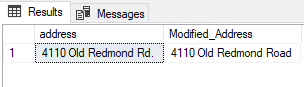 Results Messages
address Modified_Address
1 4110 Old Redmond Rd. 4110 Old Redmond Road